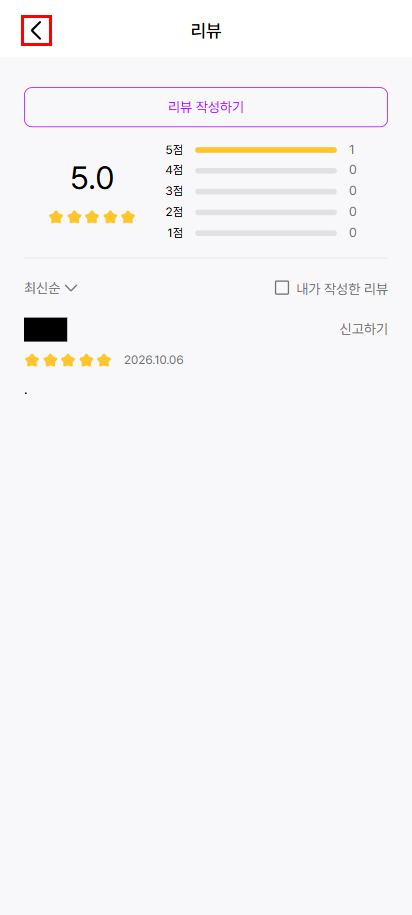 리뷰
리뷰 작성하기
5.0
5점 1
4점 0
3점 0
2점 0
1점 0
최신순 내가 작성한 리뷰
신고하기
2026.10.06
.